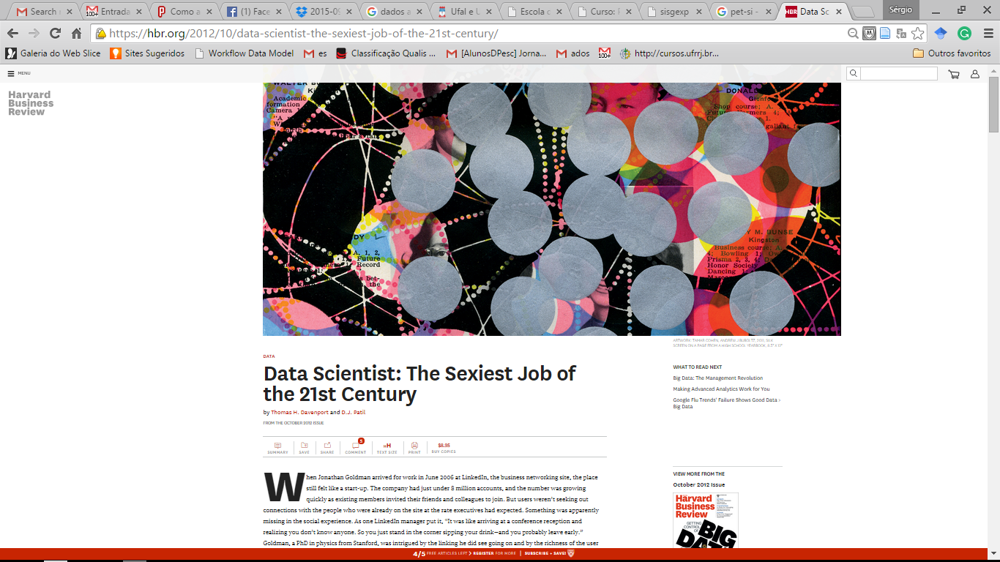 Search
Entrada
Como a
(1) Face
2015-09
dados a
Ufal e U
Escola c
Curso: T
sisgexp
pet-si -
Data Sc
Sérgio
https://hbr.org/2012/10/data-scientist-the-sexiest-job-of-the-21st-century/
Galeria do Web Slice
Sites Sugeridos
Workflow Data Model
es
Classificação Qualis ...
[AlunosDPesc] Jorna...
ados
http://cursos.ufrrj.br...
Outros favoritos
MENU
Harvard
Business
Review
Academic
formation
Camera
DONAL
Shop course; A.
DY
A. 1, 2,
Future
Record
Y M. BUNSE
Kingston
Business course; A.
4; Bowling 1;
Prisma 2, 3, 4;
Honor Society
Dancing
ARTWORK: TAMAR COHEN, ANDREW J BUBOLTZ, 2011, SILK
SCREEN ON A PAGE FROM A HIGH SCHOOL YEARBOOK, 8.5" X 12"
DATA
Data Scientist: The Sexiest Job of
the 21st Century
by Thomas H. Davenport and D.J. Patil
FROM THE OCTOBER 2012 ISSUE
SUMMARY
SAVE
SHARE
5
COMMENT
HH
TEXT SIZE
PRINT
$8.95
BUY COPIES
When Jonathan Goldman arrived for work in June 2006 at LinkedIn, the business networking site, the place
still felt like a start-up. The company had just under 8 million accounts, and the number was growing
quickly as existing members invited their friends and colleagues to join. But users weren't seeking out
connections with the people who were already on the site at the rate executives had expected. Something was apparently
missing in the social experience. As one LinkedIn manager put it, "It was like arriving at a conference reception and
realizing you don't know anyone. So you just stand in the corner sipping your drink—and you probably leave early."
Goldman, a PhD in physics from Stanford, was intrigued by the linking he did see going on and by the richness of the user
WHAT TO READ NEXT
Big Data: The Management Revolution
Making Advanced Analytics Work for You
Google Flu Trends' Failure Shows Good Data >
Big Data
VIEW MORE FROM THE
October 2012 Issue
Harvard
Business
Review
GETTING
CONTROL
OF
BIG
DATA
4/5 FREE ARTICLES LEFT > REGISTER FOR MORE | SUBSCRIBE + SAVE!